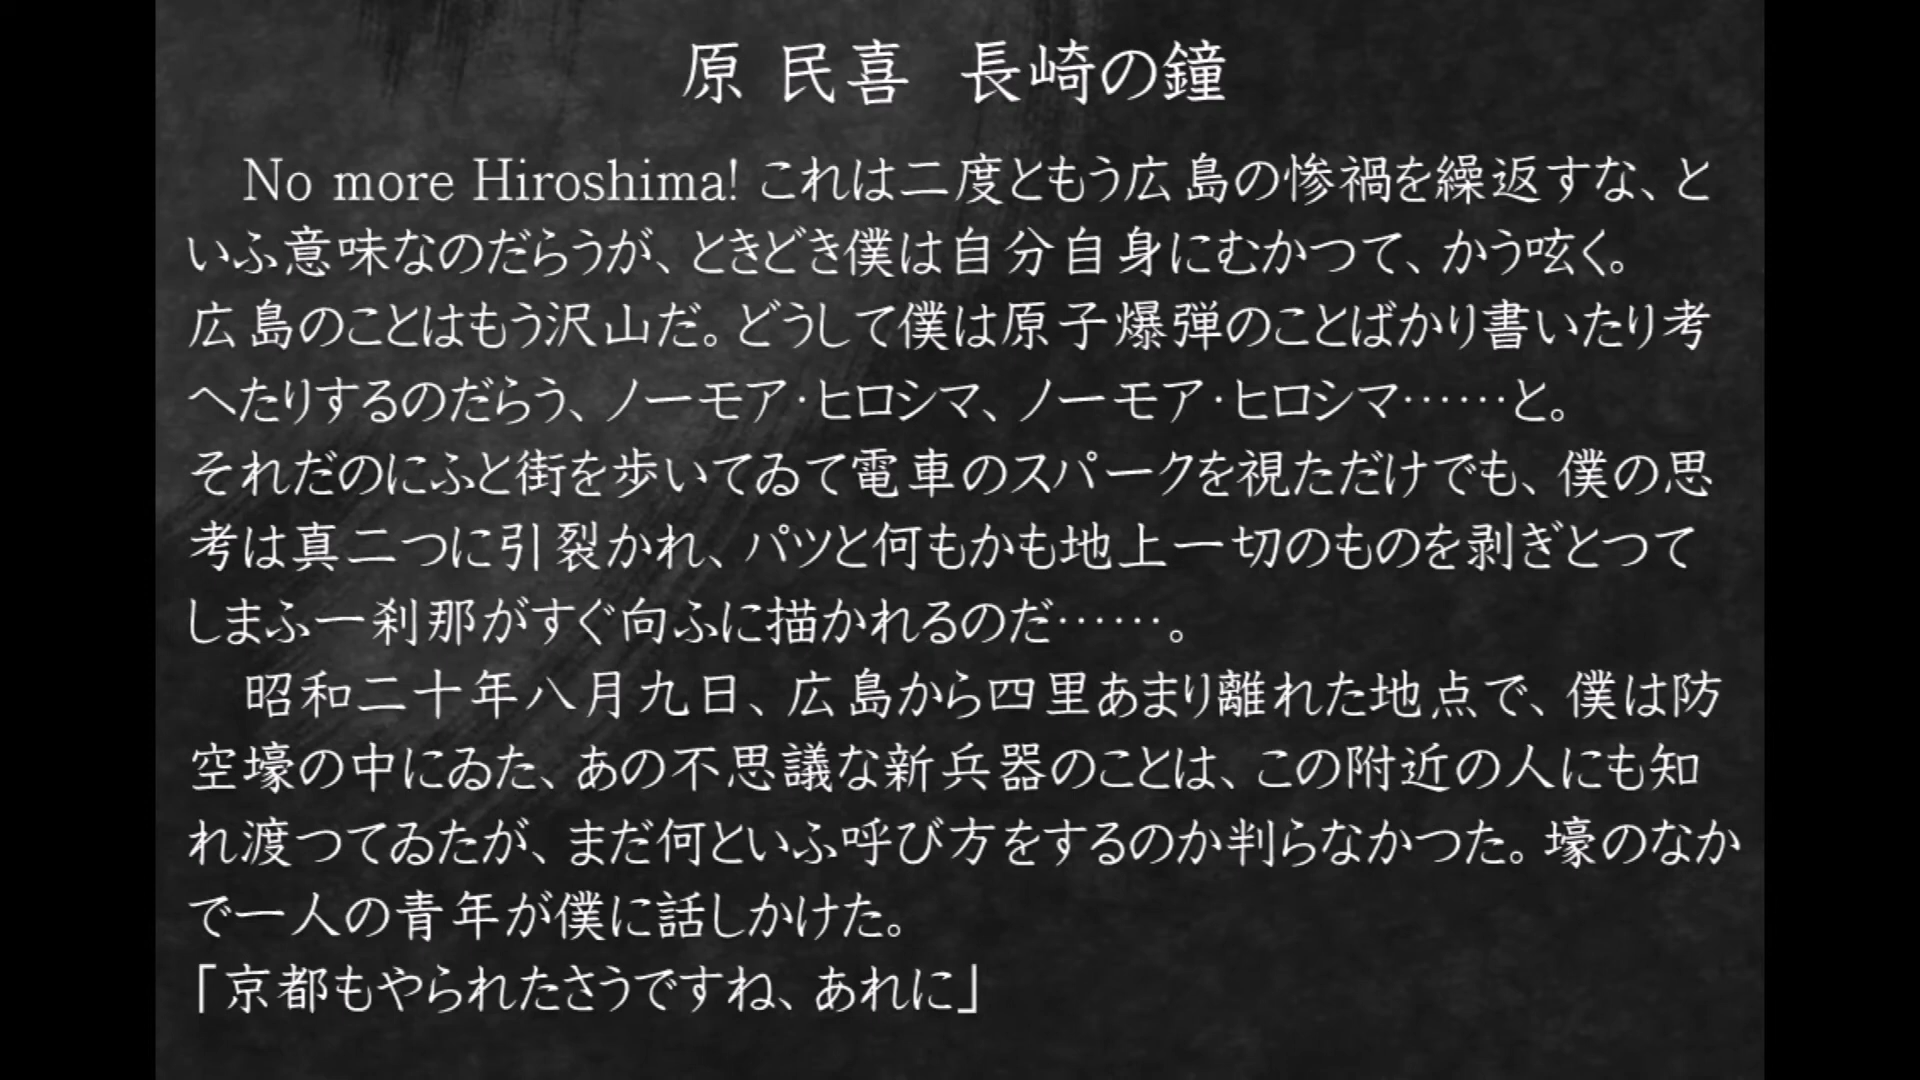 原 民喜　長崎の鐘
No more Hiroshima! これは二度ともう広島の惨禍を繰返すな、と
いふ意味なのだらうが、ときどき僕は自分自身にむかつて、かう呟く。
広島のことはもう沢山だ。どうして僕は原子爆弾のことばかり書いたり考
へたりするのだらう、ノーモア・ヒロシマ、ノーモア・ヒロシマ……と。
それだのにふと街を歩いてゐて電車のスパークを視ただけでも、僕の思
考は真二つに引裂かれ、パツと何もかも地上一切のものを剥ぎとつて
しまふ一刹那がすぐ向ふに描かれるのだ……。
昭和二十年八月九日、広島から四里あまり離れた地点で、僕は防
空壕の中にゐた、あの不思議な新兵器のことは、この附近の人にも知
れ渡つてゐたが、まだ何といふ呼び方をするのか判らなかつた。壕のなか
で一人の青年が僕に話しかけた。
「京都もやられたさうですね、あれに」